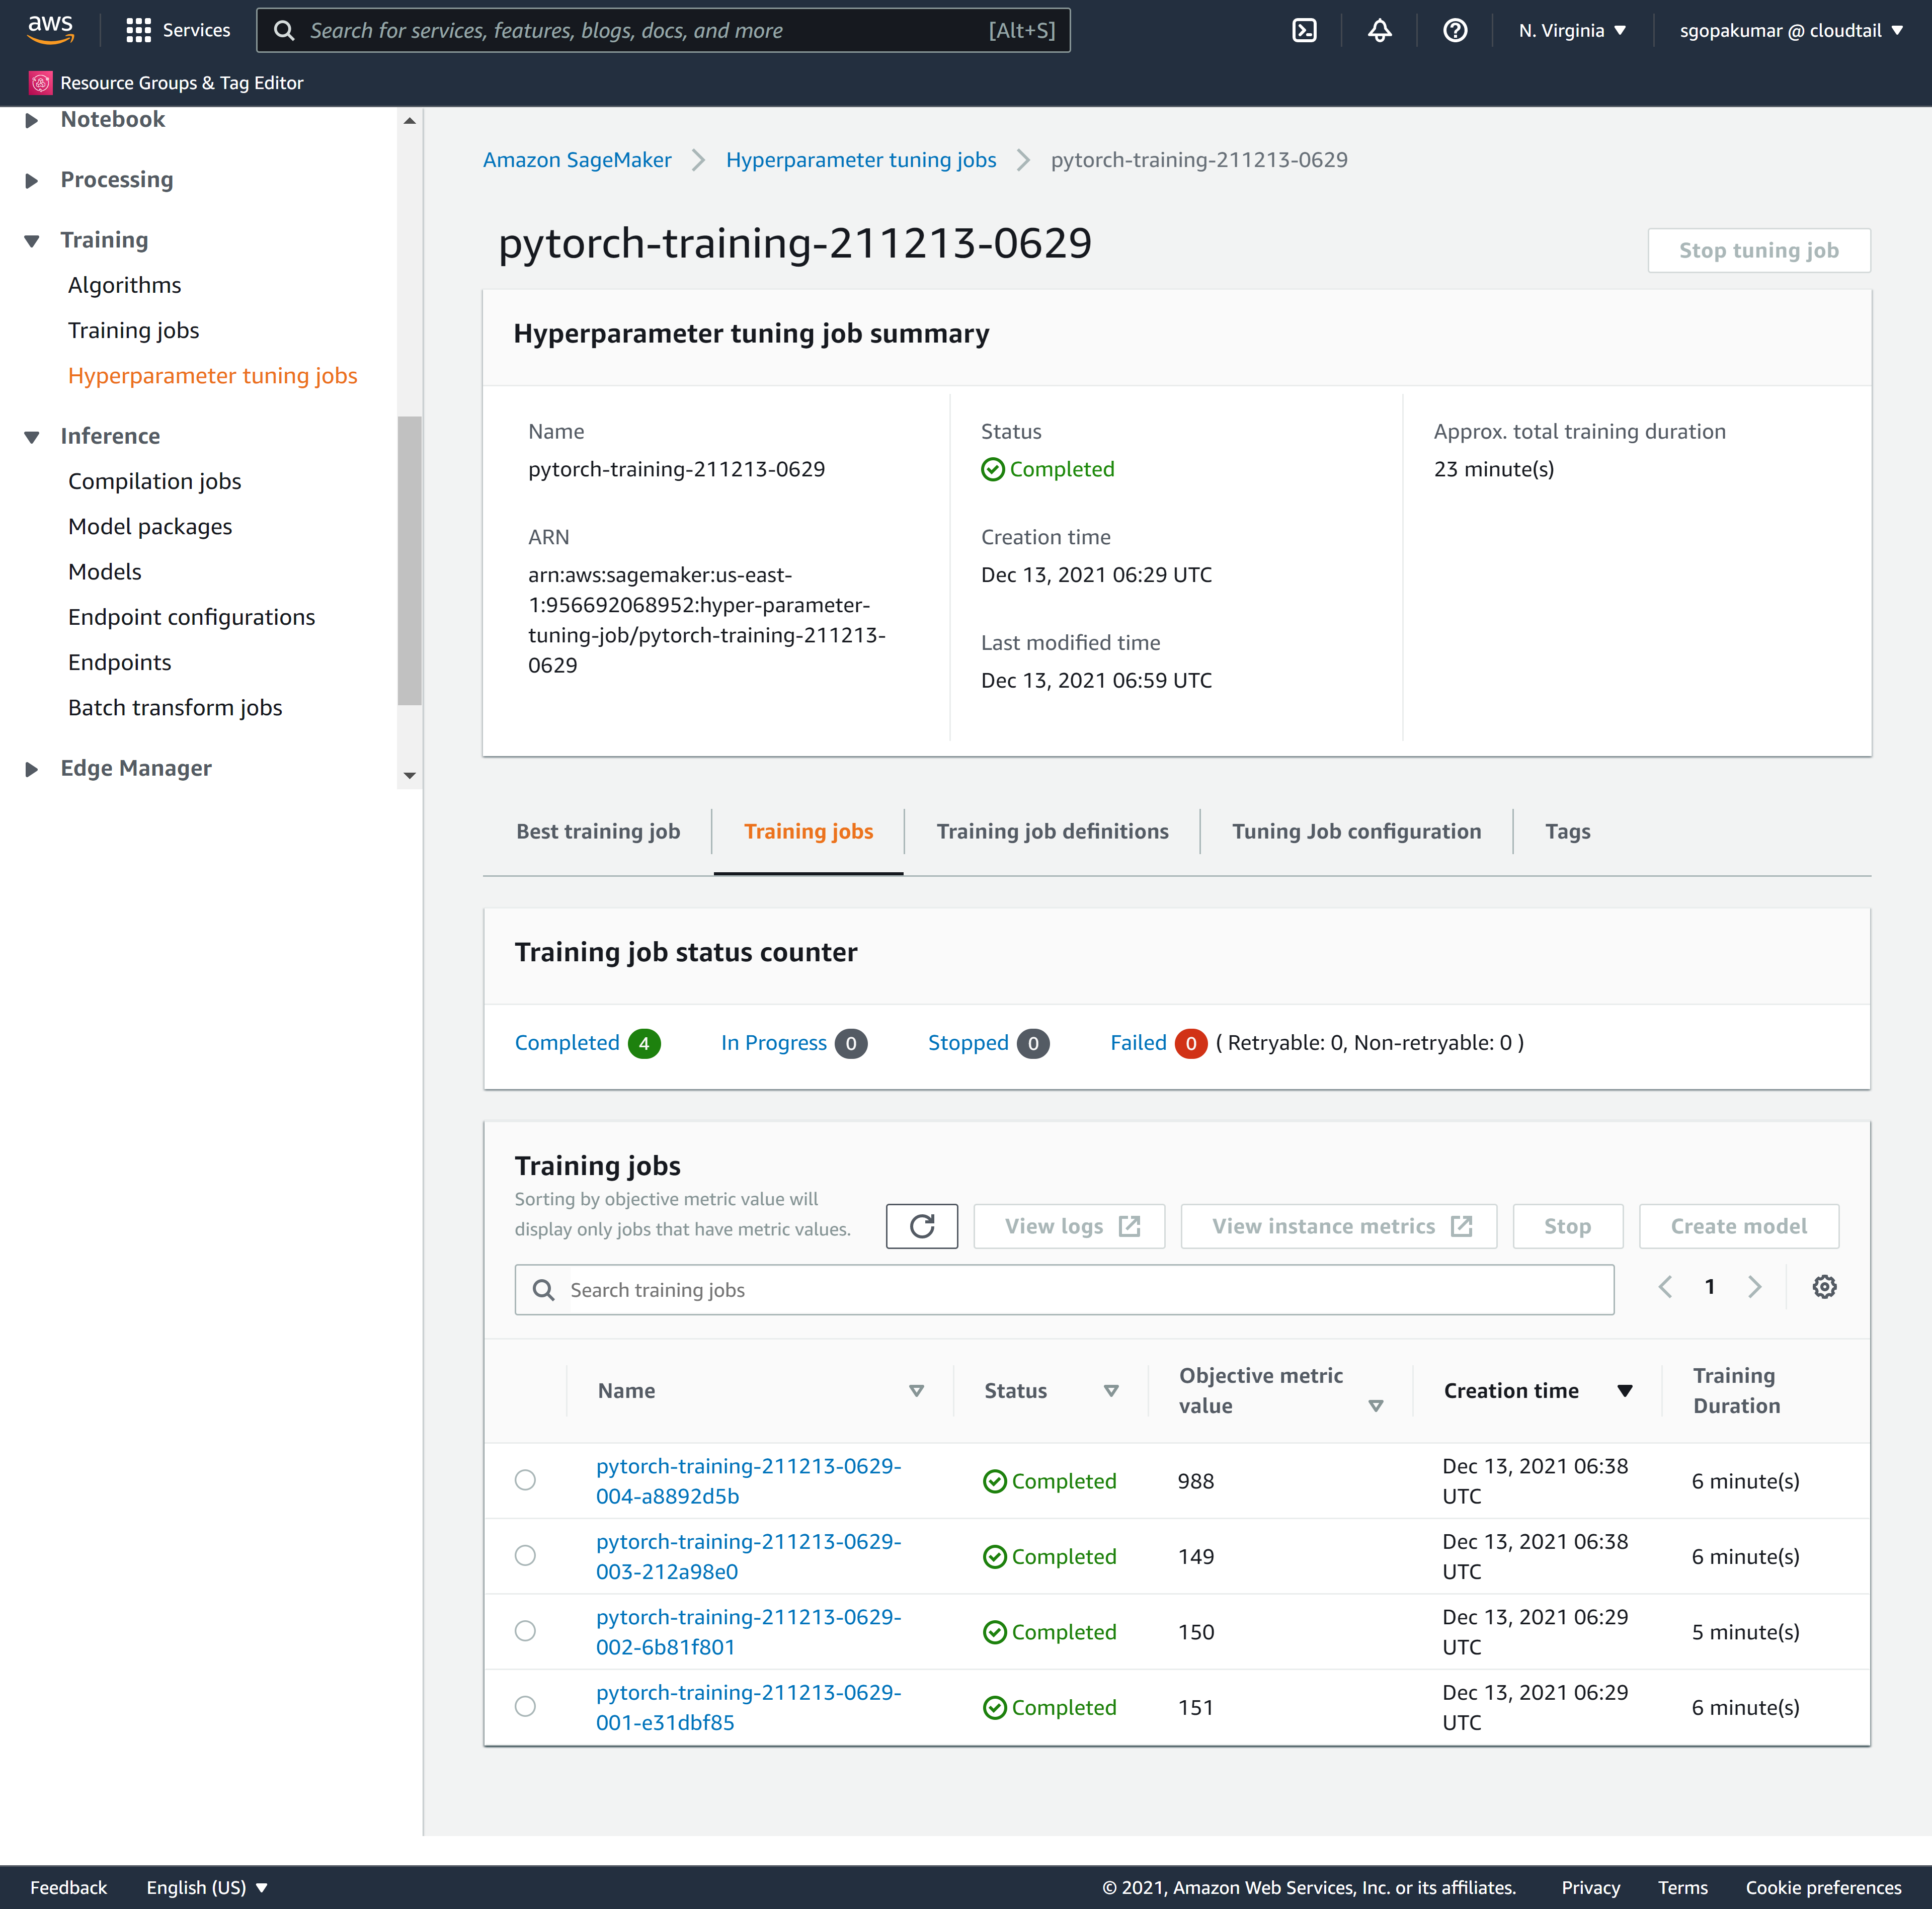 aws
Services
Search for services, features, blogs, docs, and more [Alt+S]
N. Virginia
sgopakumar @ cloudtail
Resource Groups & Tag Editor
Notebook
Processing
Training
Algorithms
Training jobs
Hyperparameter tuning jobs
Inference
Compilation jobs
Model packages
Models
Endpoint configurations
Endpoints
Batch transform jobs
Edge Manager
Amazon SageMaker
Hyperparameter tuning jobs
pytorch-training-211213-0629
pytorch-training-211213-0629
Stop tuning job
Hyperparameter tuning job summary
Name
pytorch-training-211213-0629
ARN
arn:aws:sagemaker:us-east-
1:956692068952:hyper-parameter-
tuning-job/pytorch-training-211213-
0629
Status
Completed
Creation time
Dec 13, 2021 06:29 UTC
Last modified time
Dec 13, 2021 06:59 UTC
Approx. total training duration
23 minute(s)
Best training job
Training jobs
Training job definitions
Tuning Job configuration
Tags
Training job status counter
Completed 4
In Progress 0
Stopped 0
Failed 0 ( Retryable: 0, Non-retryable: 0 )
Training jobs
Sorting by objective metric value will
display only jobs that have metric values.
View logs
View instance metrics
Stop
Create model
Search training jobs
1
Name
Status
Objective metric
value
Creation time
Training
Duration
pytorch-training-211213-0629-
004-a8892d5b
Completed
988
Dec 13, 2021 06:38
UTC
6 minute(s)
pytorch-training-211213-0629-
003-212a98e0
Completed
149
Dec 13, 2021 06:38
UTC
6 minute(s)
pytorch-training-211213-0629-
002-6b81f801
Completed
150
Dec 13, 2021 06:29
UTC
5 minute(s)
pytorch-training-211213-0629-
001-e31dbf85
Completed
151
Dec 13, 2021 06:29
UTC
6 minute(s)
Feedback
English (US)
© 2021, Amazon Web Services, Inc. or its affiliates.
Privacy
Terms
Cookie preferences